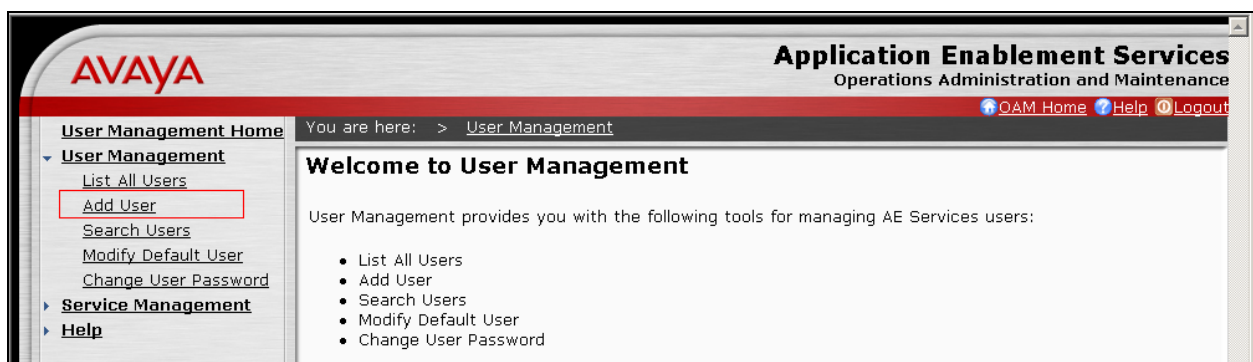 AVAYA
Application Enablement Services
Operations Administration and Maintenance
OAM Home Help Logout
User Management Home
User Management
List All Users
Add User
Search Users
Modify Default User
Change User Password
Service Management
Help
You are here: > User Management
Welcome to User Management
User Management provides you with the following tools for managing AE Services users:
List All Users
Add User
Search Users
Modify Default User
Change User Password